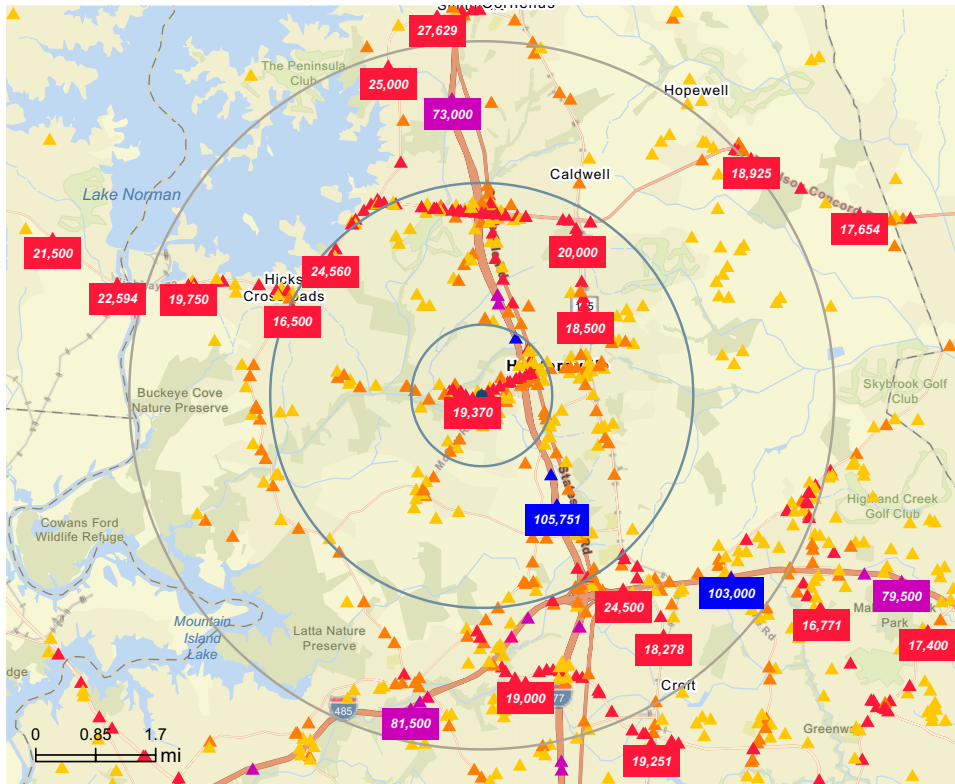 27,629
The Peninsula
Club
25,000
Hopewell
73,000
18,925
Caldwell
Lake Norman
17,654
21,500
20,000
24,560
Hicks
Crossroads
22,594
19,750
16,500
115
18,500
Buckeye Cove
Nature Preserve
Skybrook Golf
Club
19,370
105,751
Highland Creek
Golf Club
Cowans Ford
Wildlife Refuge
103,000
79,500
24,500
16,771
Park
Rd
Mountain
Island
Lake
Latta Nature
Preserve
18,278
17,400
Croft
19,000
77
485
81,500
0 0.85 1.7
mi
19,251